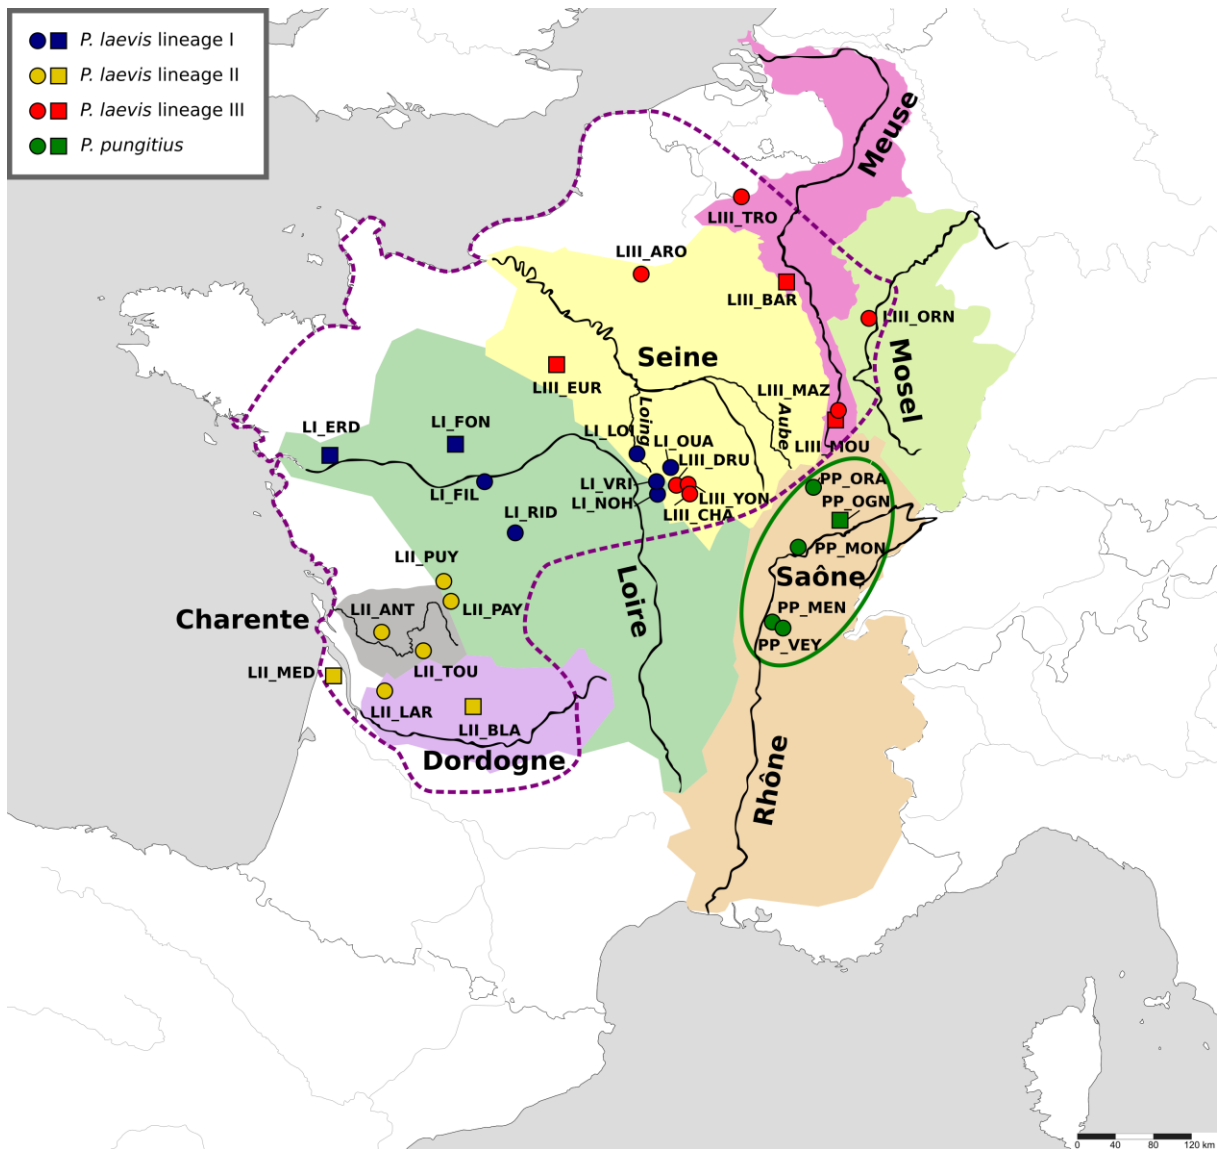 P. laevis lineage I
P. laevis lineage II
P. laevis lineage III
P. pungitius
Meuse
LIII_TRO
LIII_ARO
LIII_BAR
LIII_ORN
Seine
Mosel
LIII_EUR
LIII_MAZ
Loing
Aube
LI_ERD
LI_FON
LI_LOI
LI_OUA
LIII_MOU
LIII_DRU
LI_FIL
LI_VRI
LI_NOH
LIII_YON
LIII_CHA
PP_ORA
PP_OGN
LI_RID
PP_MON
LII_PUY
Saône
Loire
LII_ANT
LII_PAY
PP_MEN
Charente
PP_VEY
LII_MED
LII_TOU
LII_LAR
LII_BLA
Dordogne
Rhône
0 40 80 120 km